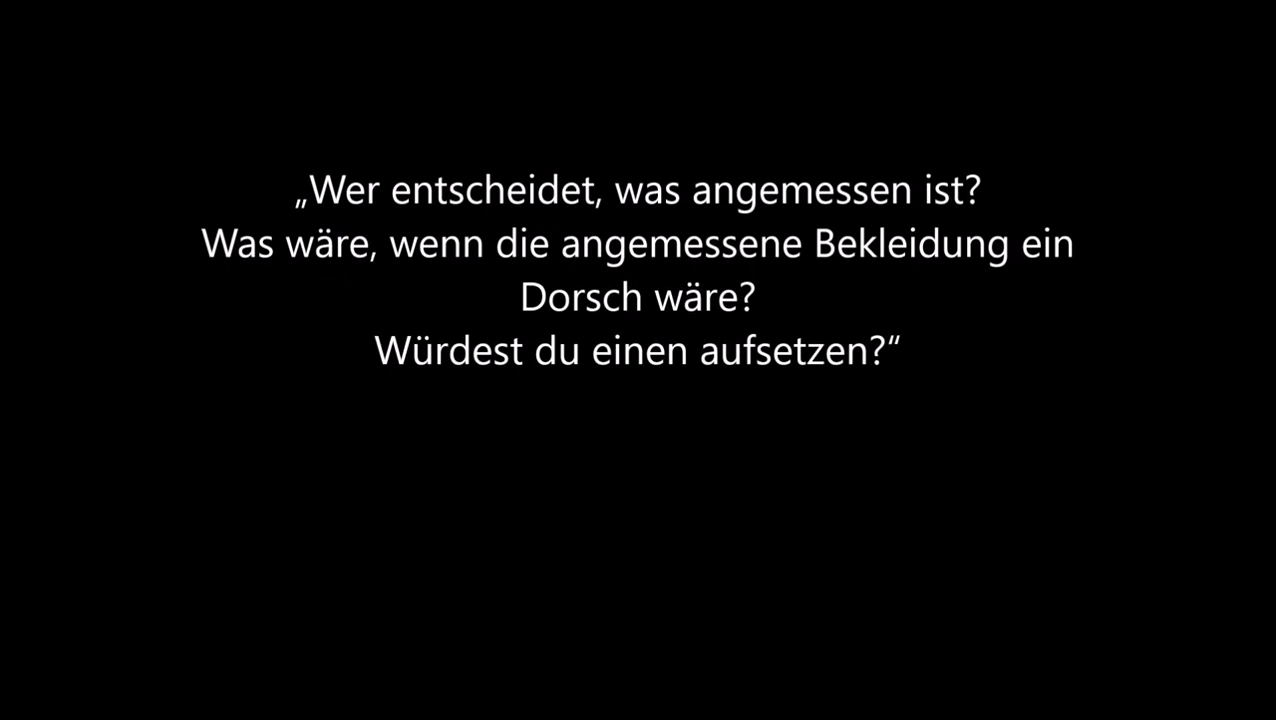 „Wer entscheidet, was angemessen ist?
Was wäre, wenn die angemessene Bekleidung ein
Dorsch wäre?
Würdest du einen aufsetzen?“